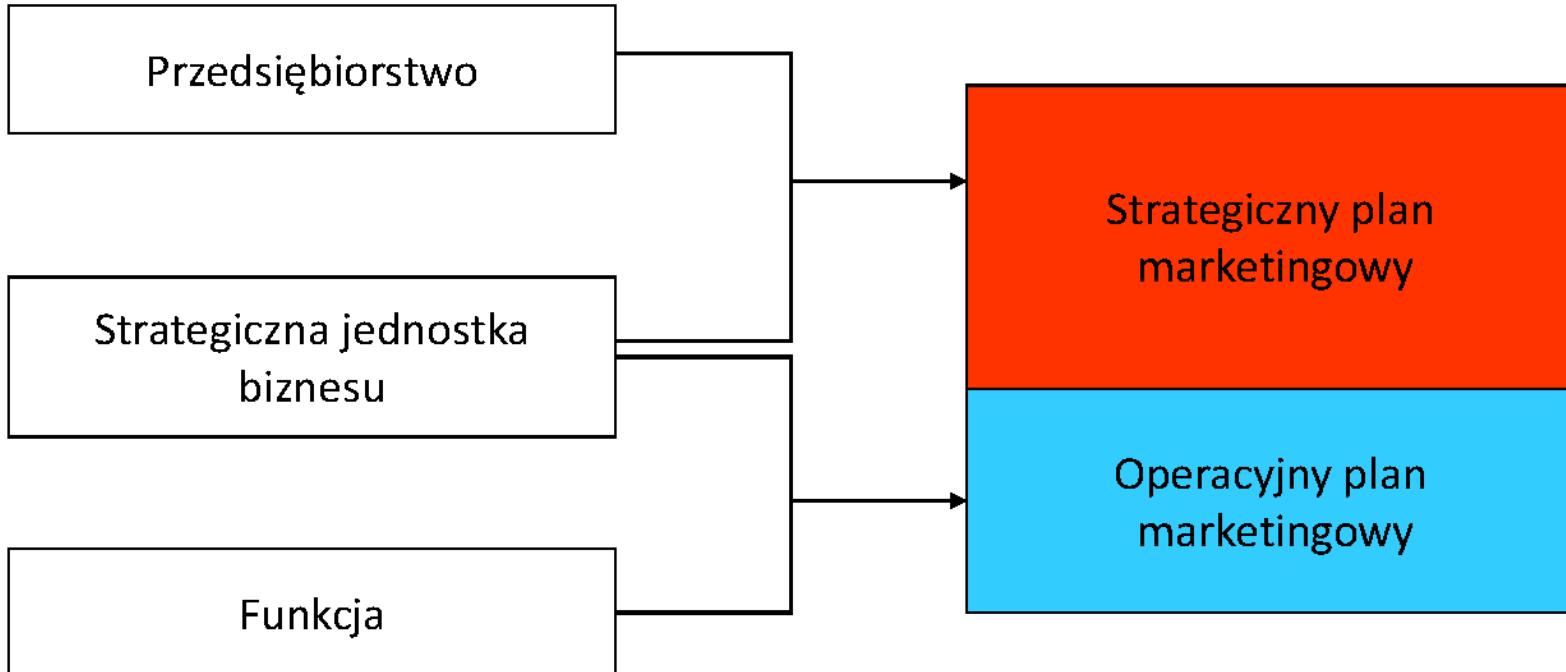 Przedsiębiorstwo
Strategiczna jednostka
biznesu
Funkcja
Strategiczny plan
marketingowy
Operacyjny plan
marketingowy